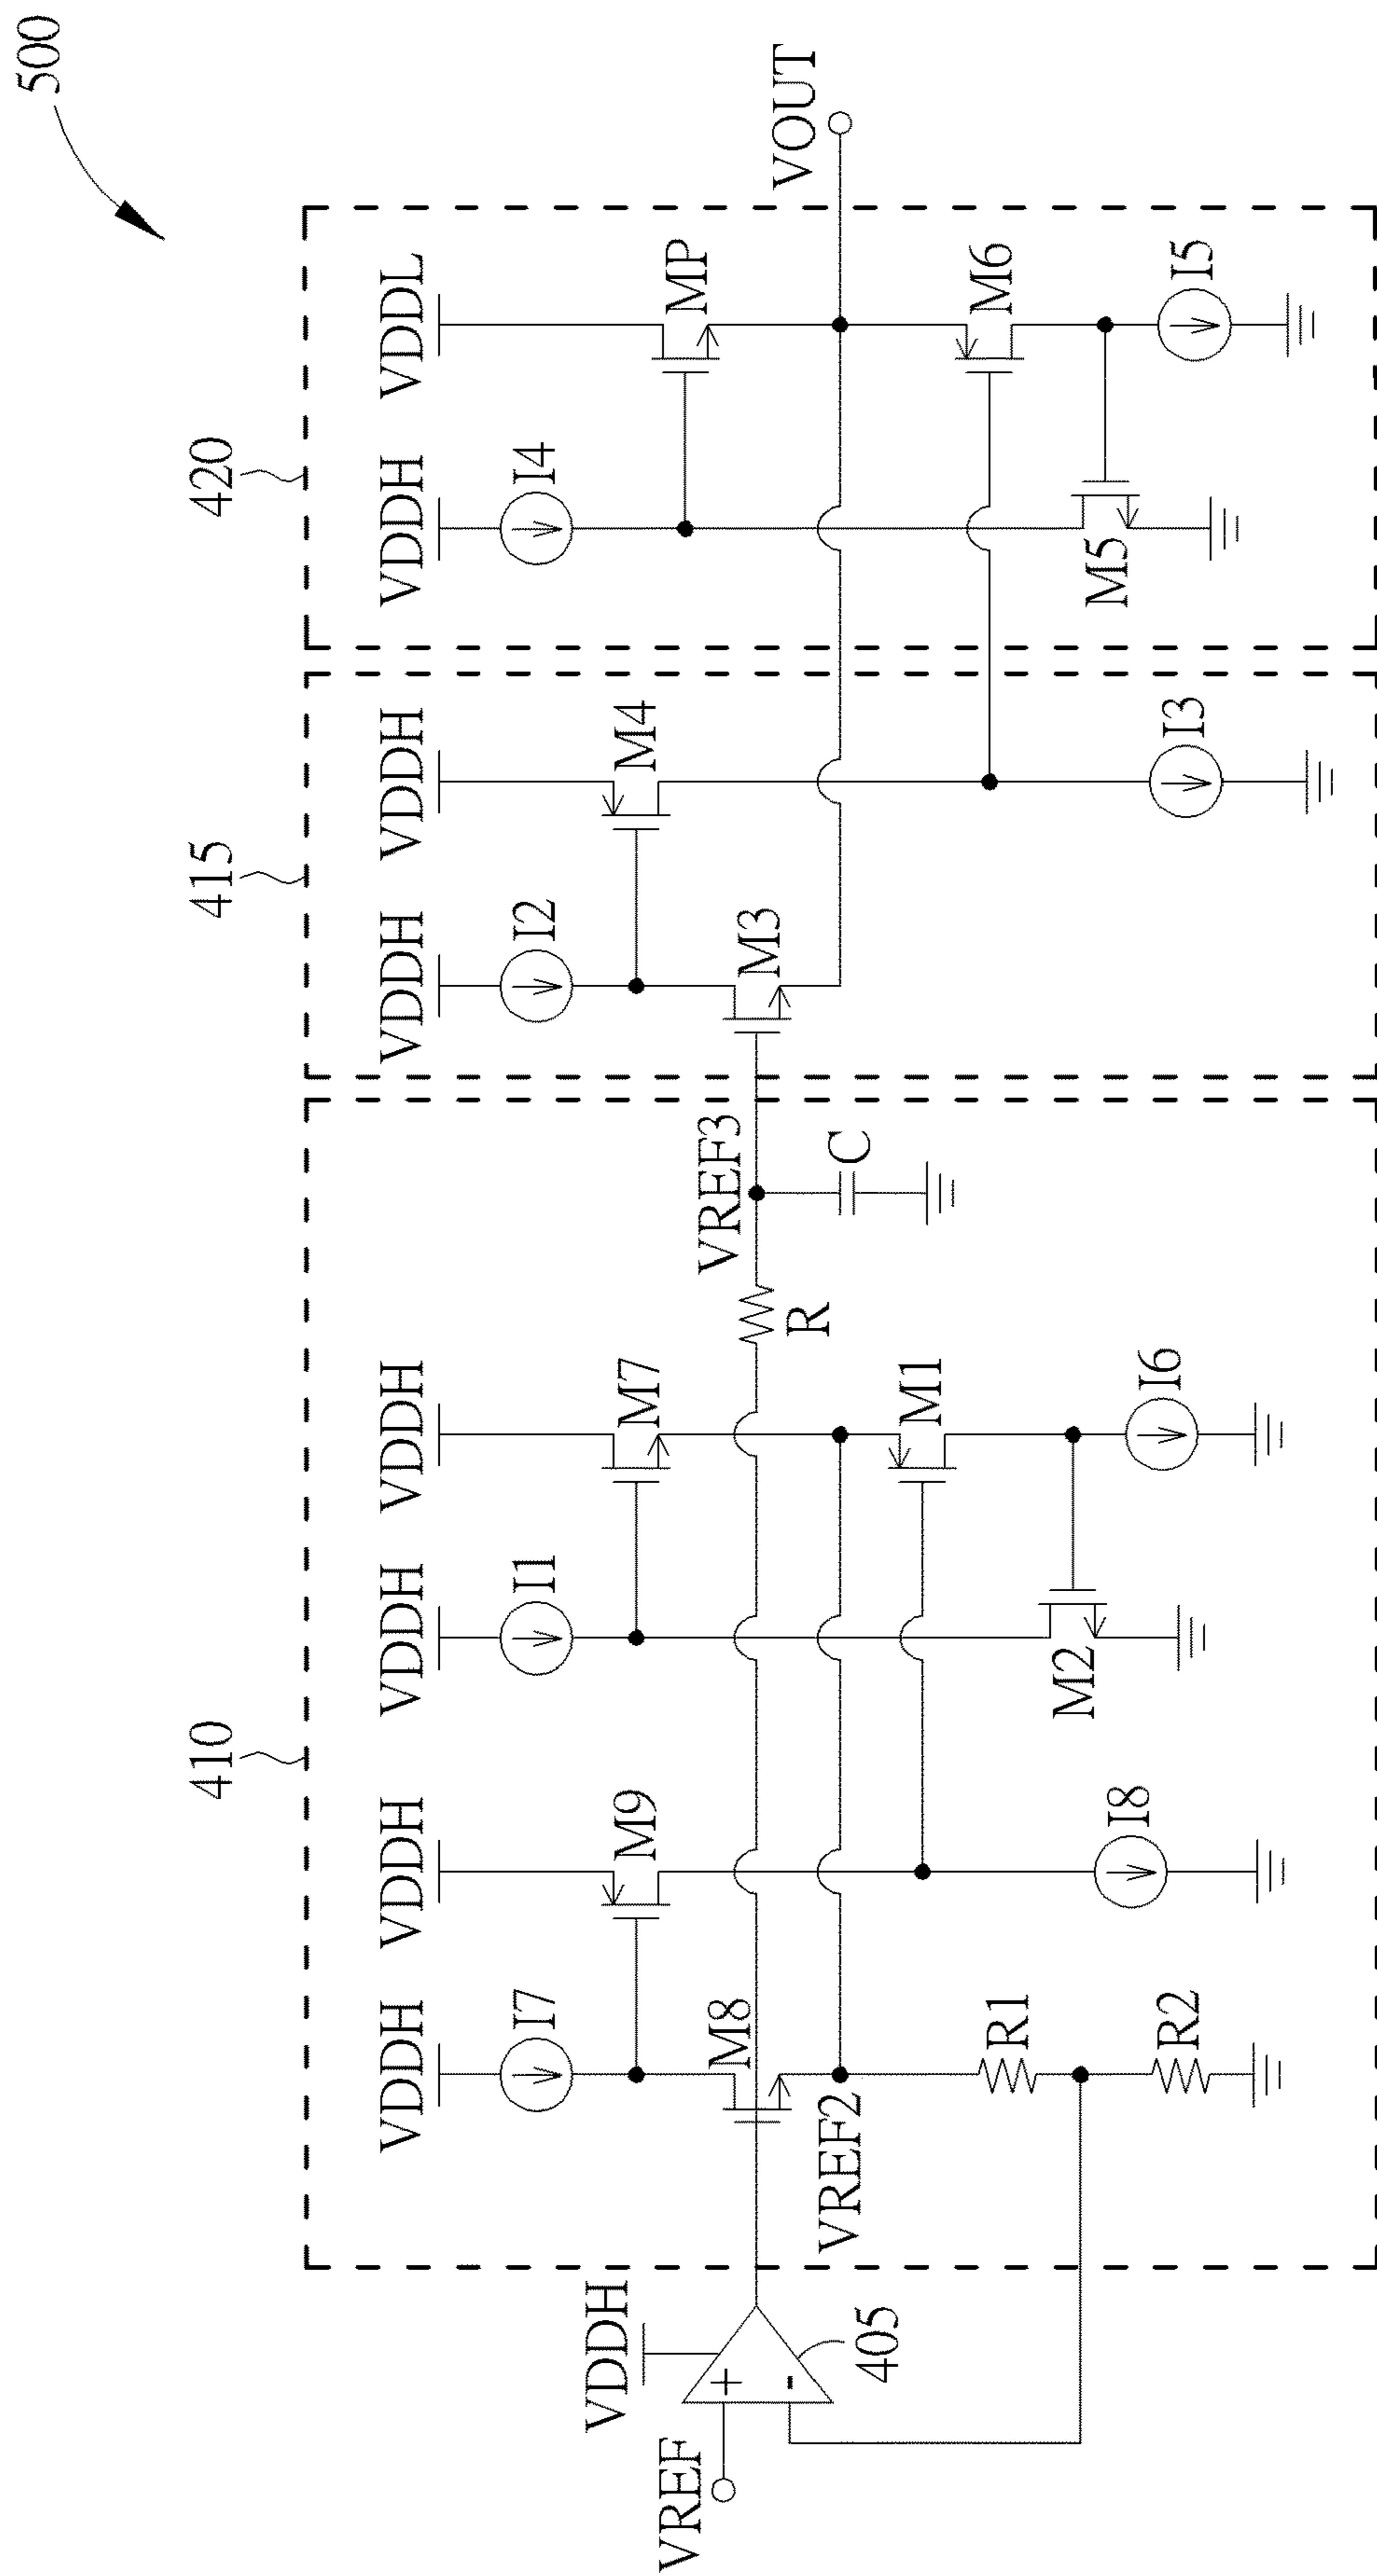 500
410
415
420
VDDH
VDDH
VDDH
VDDH
VDDH
VDDH
VDDH
VDDL
I7
M9
I1
M7
I2
M4
I4
MP
VDDH
M8
R
VREF3
M3
VOUT
VREF
+
-
405
VREF2
C
R1
M1
M6
R2
I8
M2
I6
I3
M5
I5